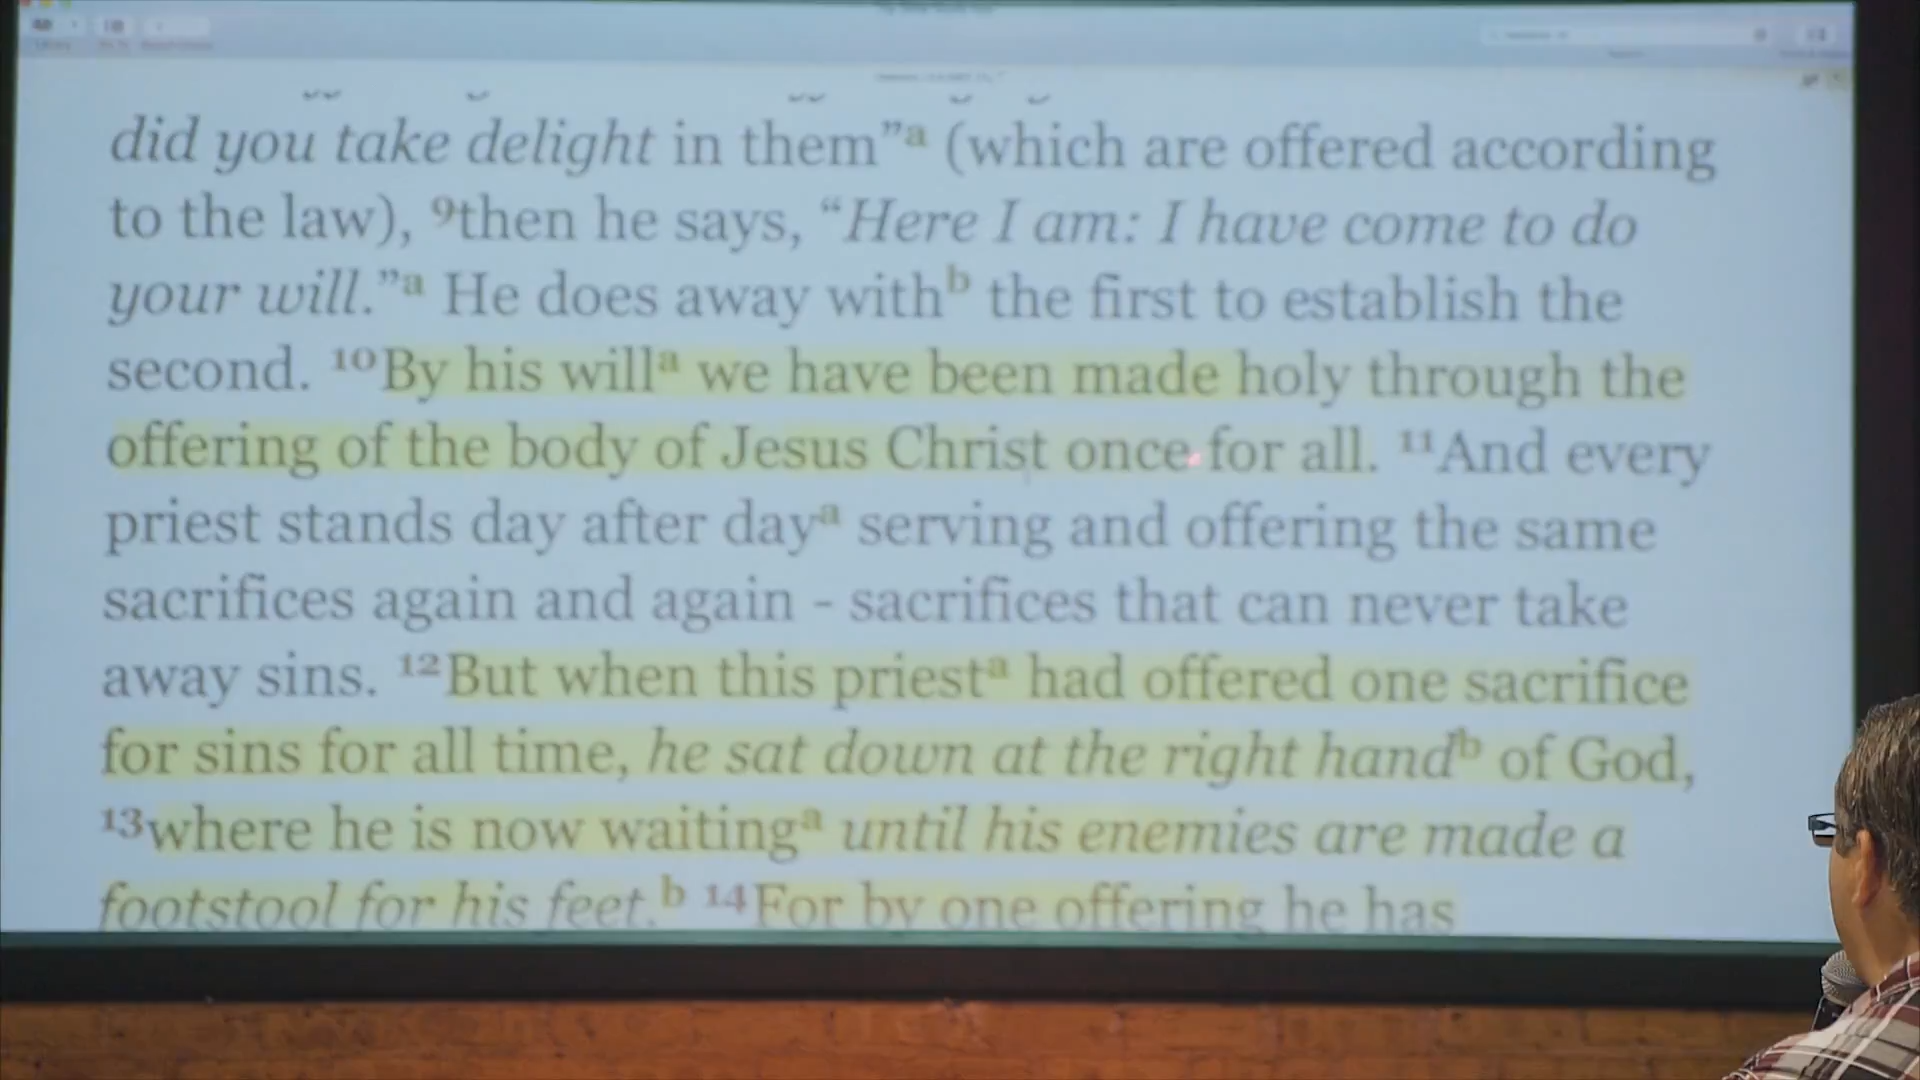 did you take delight in them”a (which are offered according
to the law), 9then he says, “Here I am: I have come to do
your will.”a He does away withb the first to establish the
second. 10By his willa we have been made holy through the
offering of the body of Jesus Christ once for all. 11And every
priest stands day after daya serving and offering the same
sacrifices again and again - sacrifices that can never take
away sins. 12But when this priesta had offered one sacrifice
for sins for all time, he sat down at the right handb of God,
13where he is now waitinga until his enemies are made a
footstool for his feet.b 14For by one offering he has